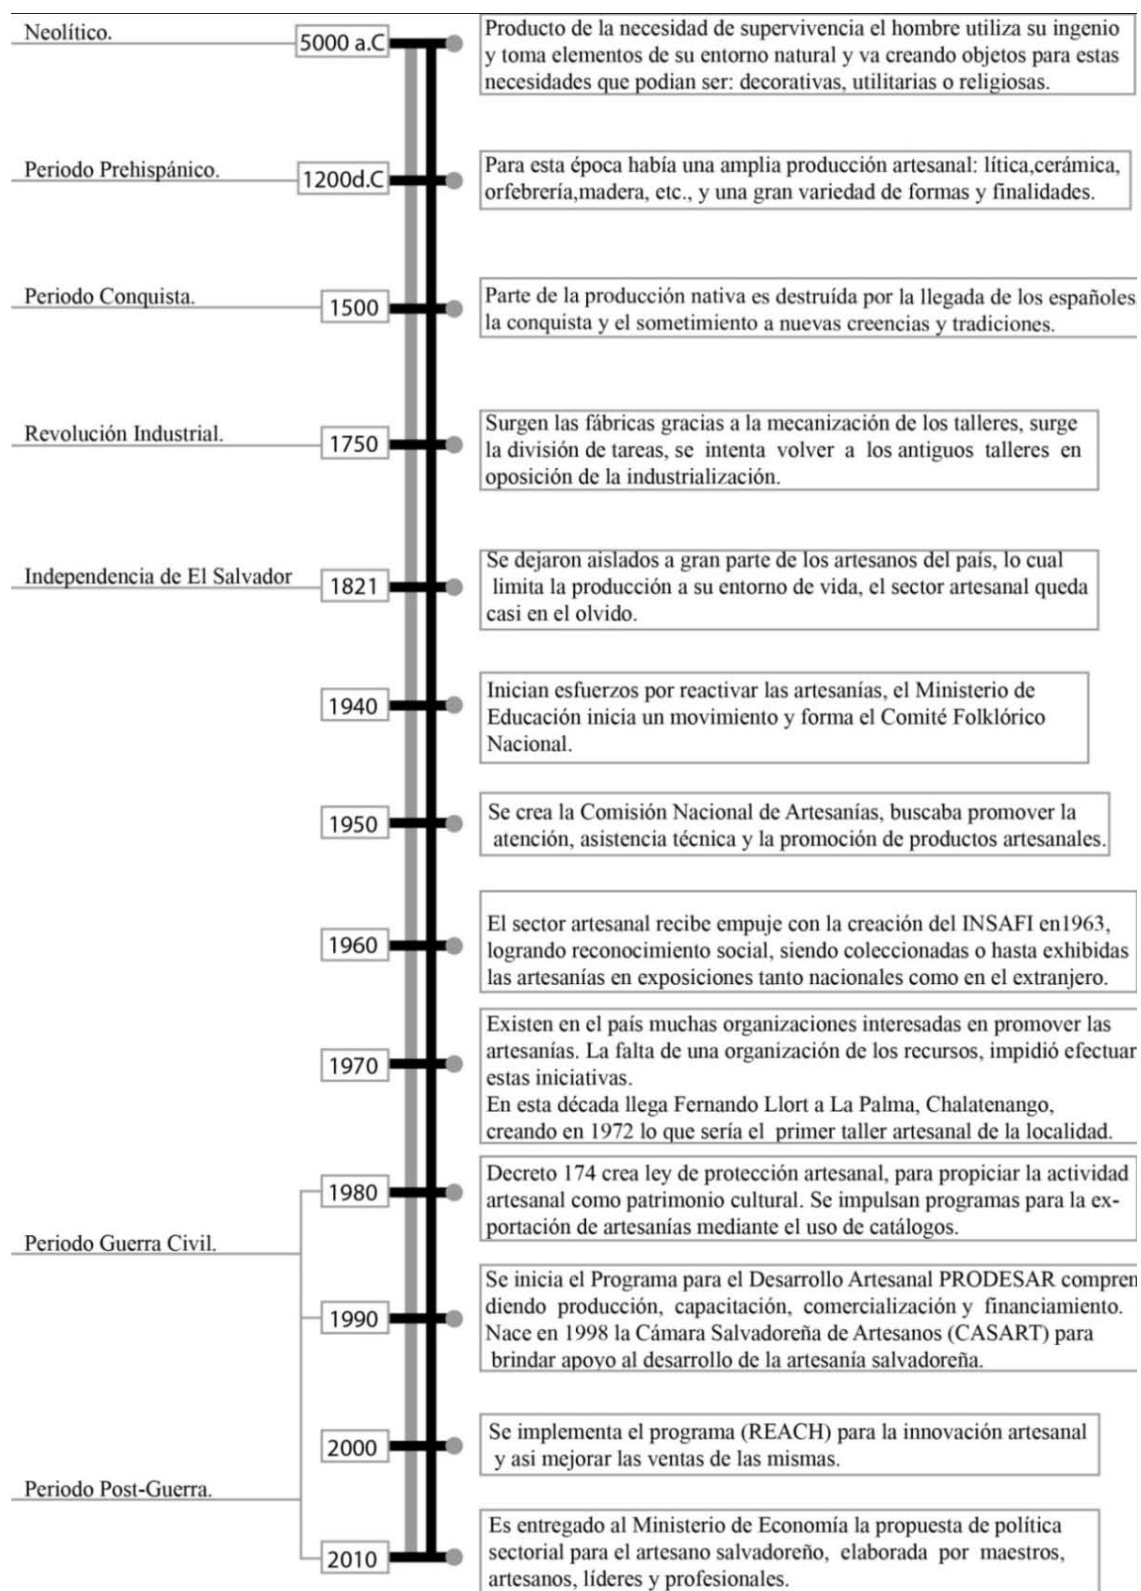 Neolítico.
5000 a.C
Producto de la necesidad de supervivencia el hombre utiliza su ingenio
y toma elementos de su entorno natural y va creando objetos para estas
necesidades que podian ser: decorativas, utilitarias o religiosas.
Periodo Prehispánico.
1200d.C
Para esta época había una amplia producción artesanal: lítica,cerámica,
orfebrería,madera, etc., y una gran variedad de formas y finalidades.
Periodo Conquista.
1500
Parte de la producción nativa es destruída por la llegada de los españoles,
la conquista y el sometimiento a nuevas creencias y tradiciones.
Revolución Industrial.
1750
Surgen las fábricas gracias a la mecanización de los talleres, surge
la división de tareas, se intenta volver a los antiguos talleres en
oposición de la industrialización.
Independencia de El Salvador
1821
Se dejaron aislados a gran parte de los artesanos del país, lo cual
limita la producción a su entorno de vida, el sector artesanal queda
casi en el olvido.
1940
Inician esfuerzos por reactivar las artesanías, el Ministerio de
Educación inicia un movimiento y forma el Comité Folklórico
Nacional.
1950
Se crea la Comisión Nacional de Artesanías, buscaba promover la
atención, asistencia técnica y la promoción de productos artesanales.
1960
El sector artesanal recibe empuje con la creación del INSAFI en1963,
logrando reconocimiento social, siendo coleccionadas o hasta exhibidas
las artesanías en exposiciones tanto nacionales como en el extranjero.
1970
Existen en el país muchas organizaciones interesadas en promover las
artesanías. La falta de una organización de los recursos, impidió efectuar
estas iniciativas.
En esta década llega Fernando Llort a La Palma, Chalatenango,
creando en 1972 lo que sería el primer taller artesanal de la localidad.
1980
Decreto 174 crea ley de protección artesanal, para propiciar la actividad
artesanal como patrimonio cultural. Se impulsan programas para la ex-
portación de artesanías mediante el uso de catálogos.
Periodo Guerra Civil.
1990
Se inicia el Programa para el Desarrollo Artesanal PRODESAR compren
diendo producción, capacitación, comercialización y financiamiento.
Nace en 1998 la Cámara Salvadoreña de Artesanos (CASART) para
brindar apoyo al desarrollo de la artesanía salvadoreña.
2000
Se implementa el programa (REACH) para la innovación artesanal
y asi mejorar las ventas de las mismas.
Periodo Post-Guerra.
2010
Es entregado al Ministerio de Economía la propuesta de política
sectorial para el artesano salvadoreño, elaborada por maestros,
artesanos, líderes y profesionales.